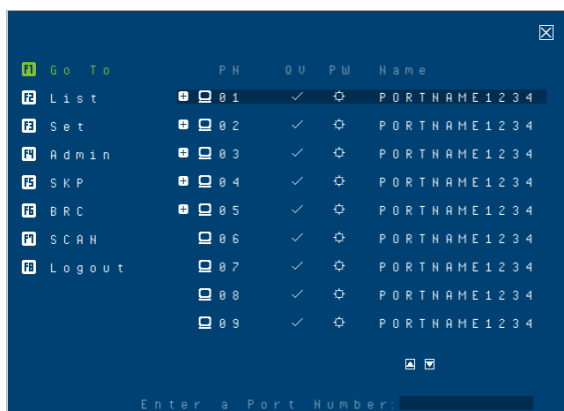 F1 Go To PN QV PW Name
F2 List 01 PORTNAME1234
F3 Set 02 PORTNAME1234
F4 Admin 03 PORTNAME1234
F5 SKP 04 PORTNAME1234
F6 BRC 05 PORTNAME1234
F7 SCAN 06 PORTNAME1234
F8 Logout 07 PORTNAME1234
08 PORTNAME1234
09 PORTNAME1234
Enter a Port Number: